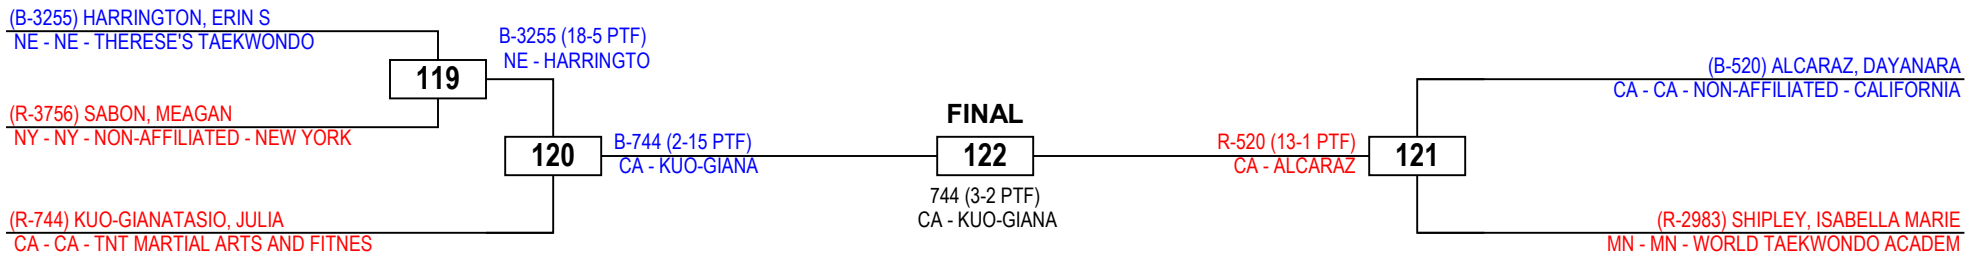 (B-3255) HARRINGTON, ERIN S
NE - NE - THERESE'S TAEKWONDO
B-3255 (18-5 PTF)
NE - HARRINGTO
119
(R-3756) SABON, MEAGAN
NY - NY - NON-AFFILIATED - NEW YORK
120
B-744 (2-15 PTF)
CA - KUO-GIANA
(R-744) KUO-GIANATASIO, JULIA
CA - CA - TNT MARTIAL ARTS AND FITNES
FINAL
122
744 (3-2 PTF)
CA - KUO-GIANA
R-520 (13-1 PTF)
CA - ALCARAZ
121
(B-520) ALCARAZ, DAYANARA
CA - CA - NON-AFFILIATED - CALIFORNIA
(R-2983) SHIPLEY, ISABELLA MARIE
MN - MN - WORLD TAEKWONDO ACADEM